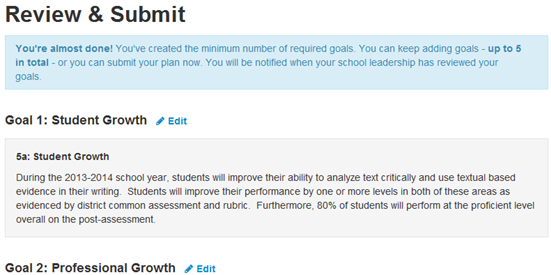 Review & Submit
You're almost done! You've created the minimum number of required goals. You can keep adding goals - up to 5
in total - or you can submit your plan now. You will be notified when your school leadership has reviewed your
goals.
Goal 1: Student Growth Edit
5a: Student Growth
During the 2013-2014 school year, students will improve their ability to analyze text critically and use textual based
evidence in their writing. Students will improve their performance by one or more levels in both of these areas as
evidenced by district common assessment and rubric. Furthermore, 80% of students will perform at the proficient level
overall on the post-assessment.
Goal 2: Professional Growth Edit